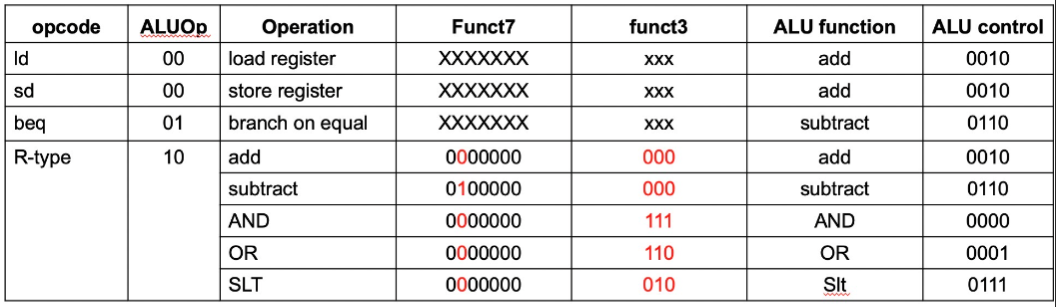 opcode ALUOp Operation Funct7 funct3 ALU function ALU control
ld 00 load register XXXXXXX xxx add 0010
sd 00 store register XXXXXXX xxx add 0010
beq 01 branch on equal XXXXXXX xxx subtract 0110
R-type 10 add 0000000 000 add 0010
subtract 0100000 000 subtract 0110
AND 0000000 111 AND 0000
OR 0000000 110 OR 0001
SLT 0000000 010 Slt 0111